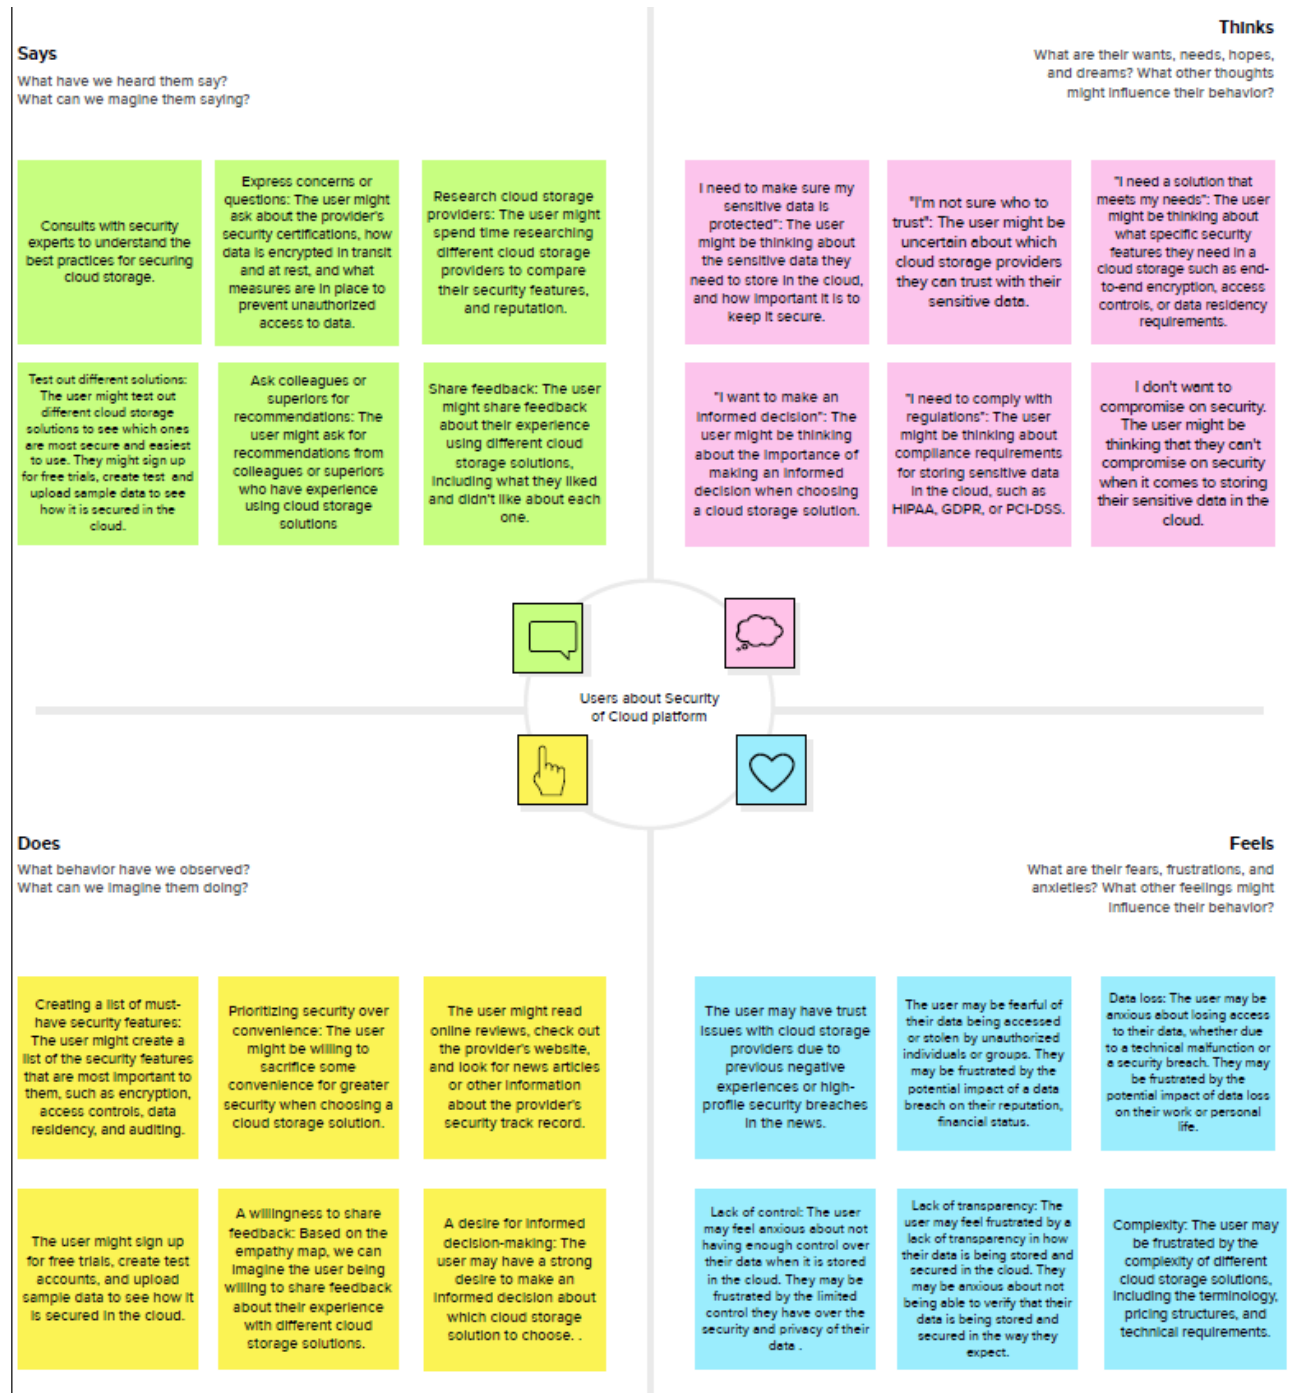 Says
What have we heard them say?
What can we magine them saying?
Thinks
What are their wants, needs, hopes,
and dreams? What other thoughts
might influence their behavior?
Consults with security
experts to understand the
best practices for securing
cloud storage.
Express concerns or
questions: The user might
ask about the provider's
security certifications, how
data is encrypted in transit
and at rest, and what
measures are in place to
prevent unauthorized
access to data.
Research cloud storage
providers: The user might
spend time researching
different cloud storage
providers to compare
their security features,
and reputation.
I need to make sure my
sensitive data is
protected": The user
might be thinking about
the sensitive data they
need to store in the cloud,
and how important it is to
keep it secure.
"I'm not sure who to
trust": The user might be
uncertain about which
cloud storage providers
they can trust with their
sensitive data.
"I need a solution that
meets my needs": The user
might be thinking about
what specific security
features they need in a
cloud storage such as end-
to-end encryption, access
controls, or data residency
requirements.
Test out different solutions:
The user might test out
different cloud storage
solutions to see which ones
are most secure and easiest
to use. They might sign up
for free trials, create test and
upload sample data to see
how it is secured in the
cloud.
Ask colleagues or
superiors for
recommendations: The
user might ask for
recommendations from
colleagues or superiors
who have experience
using cloud storage
solutions
Share feedback: The user
might share feedback
about their experience
using different cloud
storage solutions,
including what they liked
and didn't like about each
one.
"I want to make an
informed decision": The
user might be thinking
about the importance of
making an informed
decision when choosing
a cloud storage solution.
"I need to comply with
regulations": The user
might be thinking about
compliance requirements
for storing sensitive data
in the cloud, such as
HIPAA, GDPR, or PCI-DSS.
I don't want to
compromise on security.
The user might be
thinking that they can't
compromise on security
when it comes to storing
their sensitive data in the
cloud.
Users about Security
of Cloud platform
Does
What behavior have we observed?
What can we imagine them doing?
Feels
What are their fears, frustrations, and
anxieties? What other feelings might
influence their behavior?
Creating a list of must-
have security features:
The user might create a
list of the security features
that are most important to
them, such as encryption,
access controls, data
residency, and auditing.
Prioritizing security over
convenience: The user
might be willing to
sacrifice some
convenience for greater
security when choosing a
cloud storage solution.
The user might read
online reviews, check out
the provider's website,
and look for news articles
or other information
about the provider's
security track record.
The user may have trust
issues with cloud storage
providers due to
previous negative
experiences or high-
profile security breaches
in the news.
The user may be fearful of
their data being accessed
or stolen by unauthorized
individuals or groups. They
may be frustrated by the
potential impact of a data
breach on their reputation,
financial status.
Data loss: The user may be
anxious about losing access
to their data, whether due
to a technical malfunction or
a security breach. They may
be frustrated by the
potential impact of data loss
on their work or personal
life.
The user might sign up
for free trials, create test
accounts, and upload
sample data to see how it
is secured in the cloud.
A willingness to share
feedback: Based on the
empathy map, we can
imagine the user being
willing to share feedback
about their experience
with different cloud
storage solutions.
A desire for informed
decision-making: The
user may have a strong
desire to make an
informed decision about
which cloud storage
solution to choose. .
Lack of control: The user
may feel anxious about not
having enough control over
their data when it is stored
in the cloud. They may be
frustrated by the limited
control they have over the
security and privacy of their
data .
Lack of transparency: The
user may feel frustrated by a
lack of transparency in how
their data is being stored and
secured in the cloud. They
may be anxious about not
being able to verify that their
data is being stored and
secured in the way they
expect.
Complexity: The user may
be frustrated by the
complexity of different
cloud storage solutions,
including the terminology,
pricing structures, and
technical requirements.